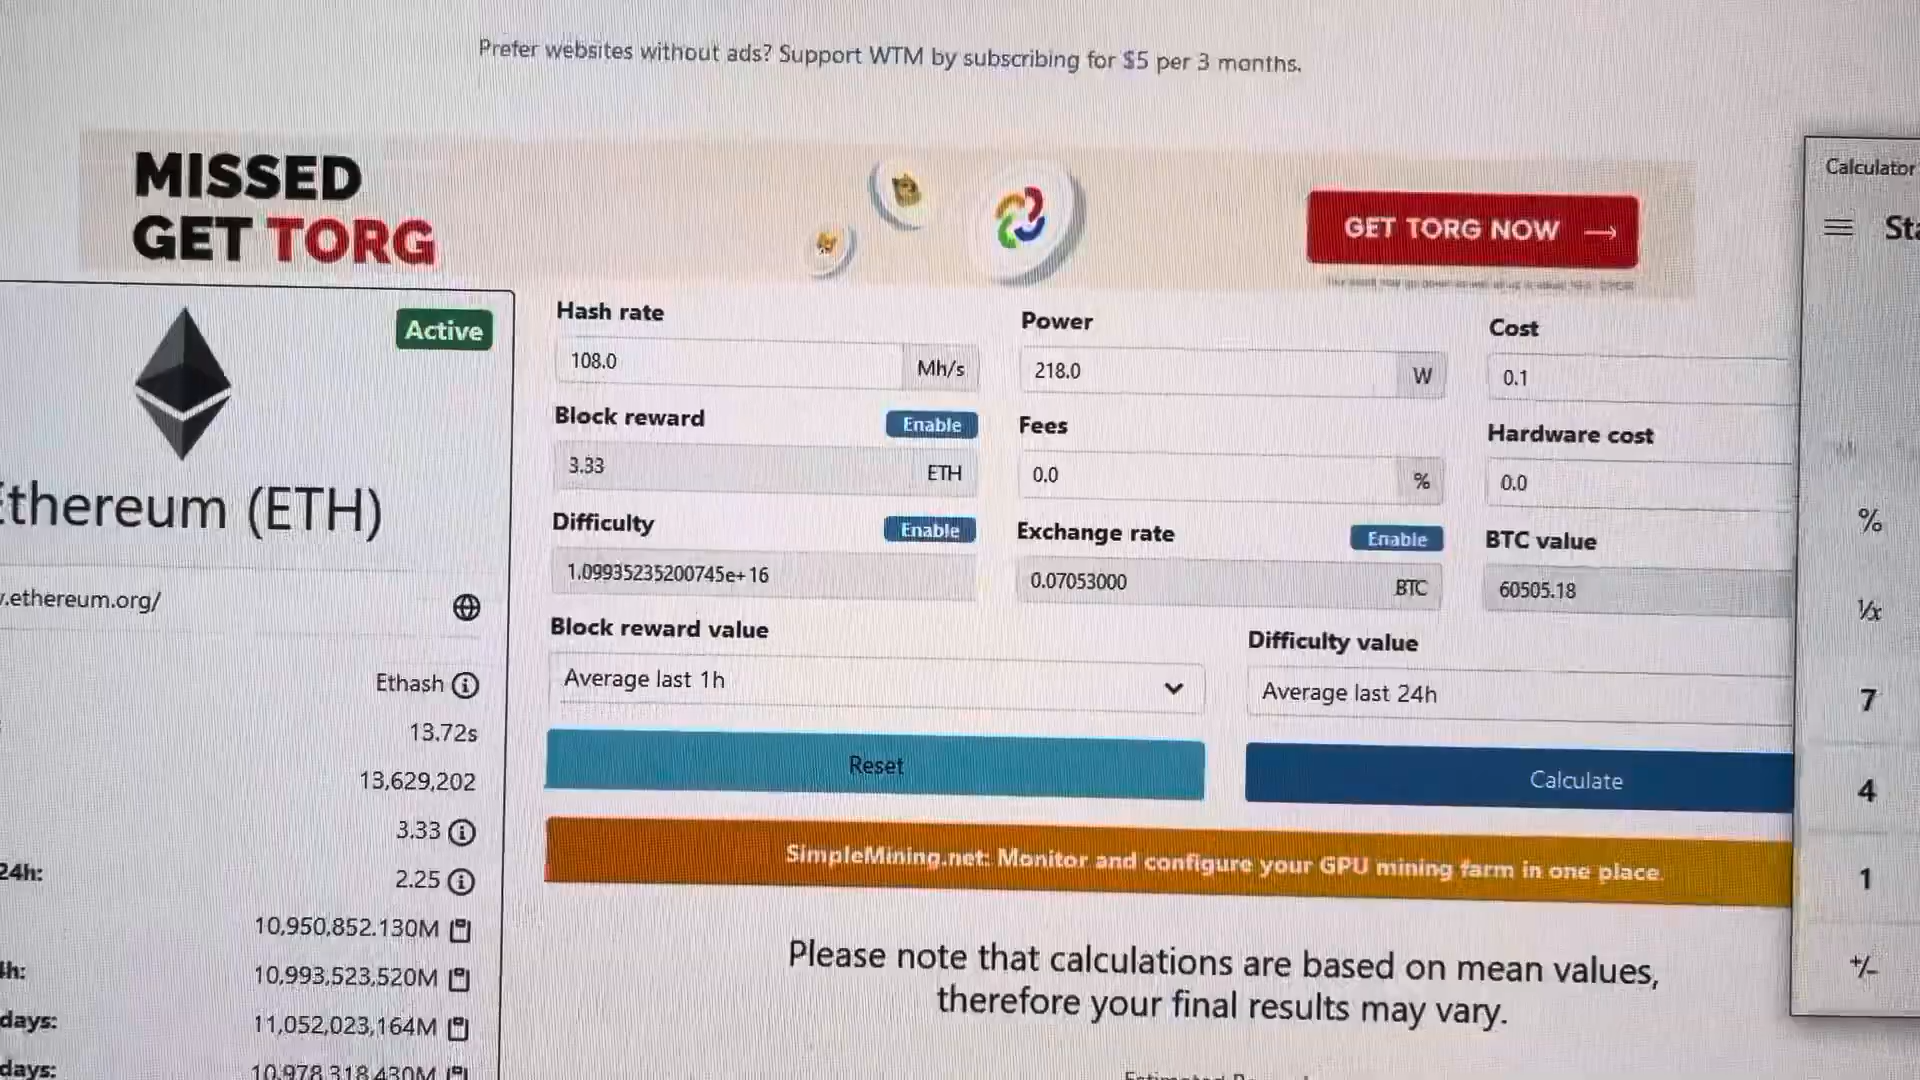 Prefer websites without ads? Support WTM by subscribing for $5 per 3 months.
MISSED
GET TORG
GET TORG NOW
Calculator
Active
Ethereum (ETH)
.ethereum.org/
Ethash
13.72s
13,629,202
3.33
24h:
2.25
10,950,852.130M
10,993,523,520M
days:
11,052,023,164M
days:
10,978,318,430M
Hash rate
108.0
Mh/s
Power
218.0
W
Cost
0.1
Block reward
Enable
3.33
ETH
Fees
0.0
%
Hardware cost
0.0
Difficulty
Enable
1.09935235200745e+16
Exchange rate
Enable
0.07053000
BTC
BTC value
60505.18
Block reward value
Average last 1h
Difficulty value
Average last 24h
Reset
Calculate
SimpleMining.net: Monitor and configure your GPU mining farm in one place.
Please note that calculations are based on mean values,
therefore your final results may vary.
%
1/x
7
4
1
+/-